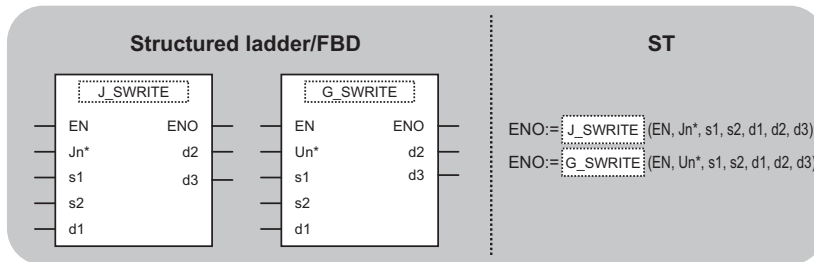 Structured ladder/FBD
ST
J_SWRITE
EN ENO
Jn* d2
s1 d3
s2
d1
G_SWRITE
EN ENO
Un* d2
s1 d3
s2
d1
ENO:= J_SWRITE (EN, Jn*, s1, s2, d1, d2, d3)
ENO:= G_SWRITE (EN, Un*, s1, s2, d1, d2, d3)